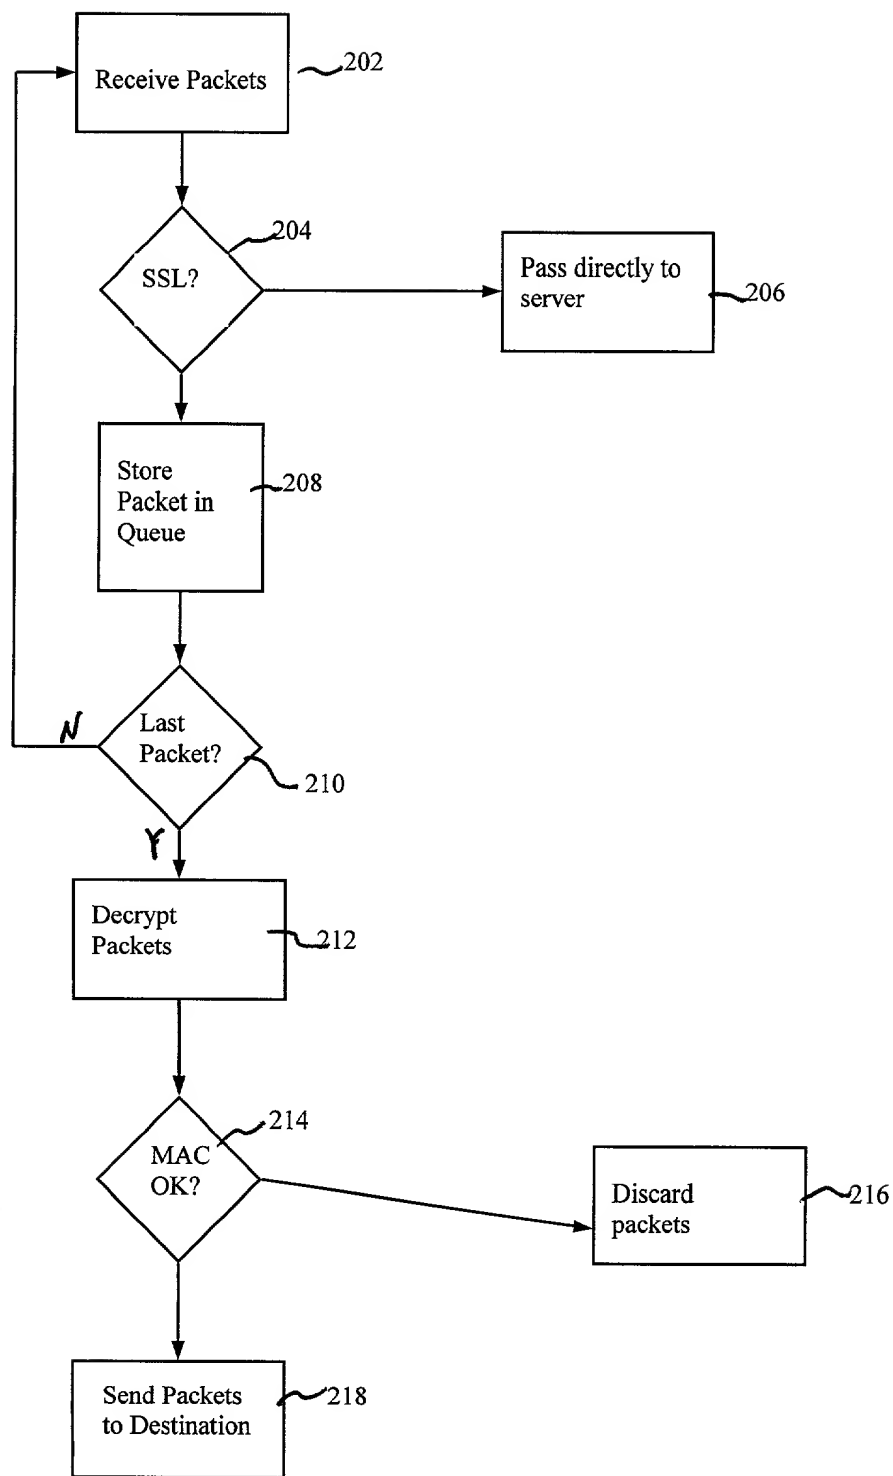 Receive Packets
202
SSL?
204
Pass directly to
server
206
Store
Packet in
Queue
208
Last
Packet?
N
210
Y
Decrypt
Packets
212
MAC
OK?
214
Discard
packets
216
Send Packets
to Destination
218